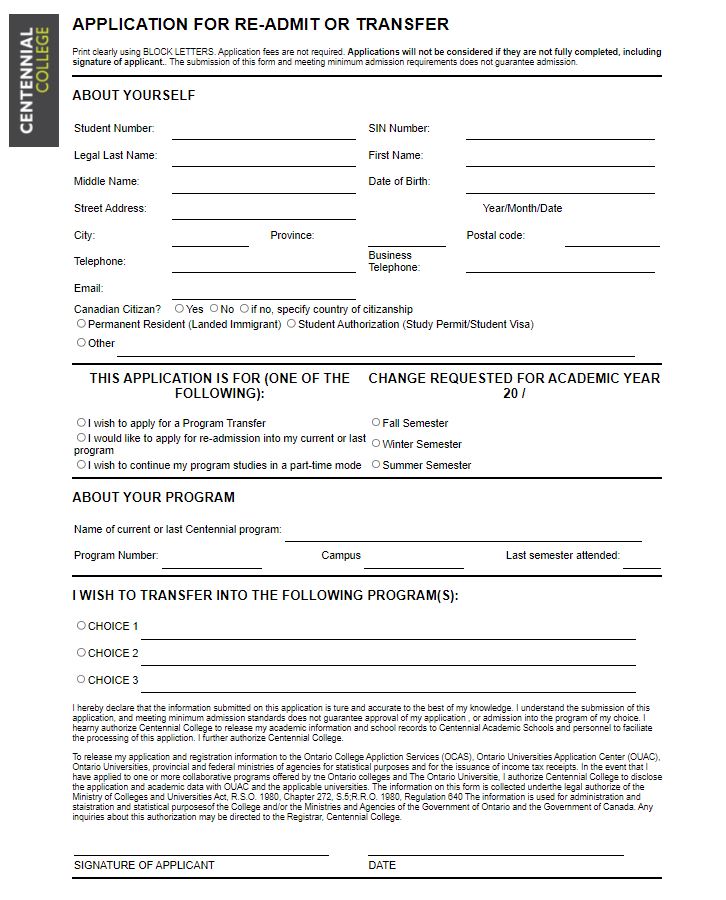 CENTENNIAL
COLLEGE
APPLICATION FOR RE-ADMIT OR TRANSFER
Print clearly using BLOCK LETTERS. Application fees are not required. Applications will not be considered if they are not fully completed, including
signature of applicant.. The submission of this form and meeting minimum admission requirements does not guarantee admission.
ABOUT YOURSELF
Student Number: SIN Number:
Legal Last Name: First Name:
Middle Name: Date of Birth:
Street Address: Year/Month/Date
City: Province: Postal code:
Telephone: Business
Telephone:
Email:
Canadian Citizan? Yes No if no, specify country of citizanship
Permanent Resident (Landed Immigrant) Student Authorization (Study Permit/Student Visa)
Other
THIS APPLICATION IS FOR (ONE OF THE
FOLLOWING):
CHANGE REQUESTED FOR ACADEMIC YEAR
20 /
I wish to apply for a Program Transfer Fall Semester
I would like to apply for re-admission into my current or last
program
Winter Semester
I wish to continue my program studies in a part-time mode Summer Semester
ABOUT YOUR PROGRAM
Name of current or last Centennial program:
Program Number: Campus Last semester attended:
I WISH TO TRANSFER INTO THE FOLLOWING PROGRAM(S):
CHOICE 1
CHOICE 2
CHOICE 3
I hereby declare that the information submitted on this application is ture and accurate to the best of my knowledge. I understand the submission of this
application, and meeting minimum admission standards does not guarantee approval of my application , or admission into the program of my choice. I
hearny authorize Centennial College to release my academic information and school records to Centennial Academic Schools and personnel to faciliate
the processing of this appliction. I further authorize Centennial College.
To release my application and registration information to the Ontario College Appliction Services (OCAS), Ontario Universities Application Center (OUAC),
Ontario Universities, provincial and federal ministries of agencies for statistical purposes and for the issuance of income tax receipts. In the event that I
have applied to one or more collaborative programs offered by tne Ontario colleges and The Ontario Universitie, I authorize Centennial College to disclose
the application and academic data with OUAC and the applicable universities. The information on this form is collected underthe legal authorize of the
Ministry of Colleges and Universities Act, R.S.O. 1980, Chapter 272, S.5;R.R.O. 1980, Regulation 640 The information is used for administration and
staistration and statistical purposesof the College and/or the Ministries and Agencies of the Government of Ontario and the Government of Canada. Any
inquiries about this authorization may be directed to the Registrar, Centennial College.
SIGNATURE OF APPLICANT DATE